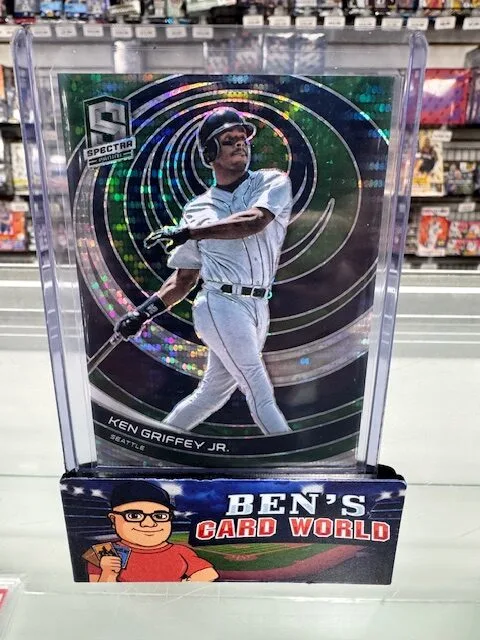 S
SPECTRA
PANINI
KEN GRIFFEY JR.
SEATTLE
BEN'S
CARD WORLD